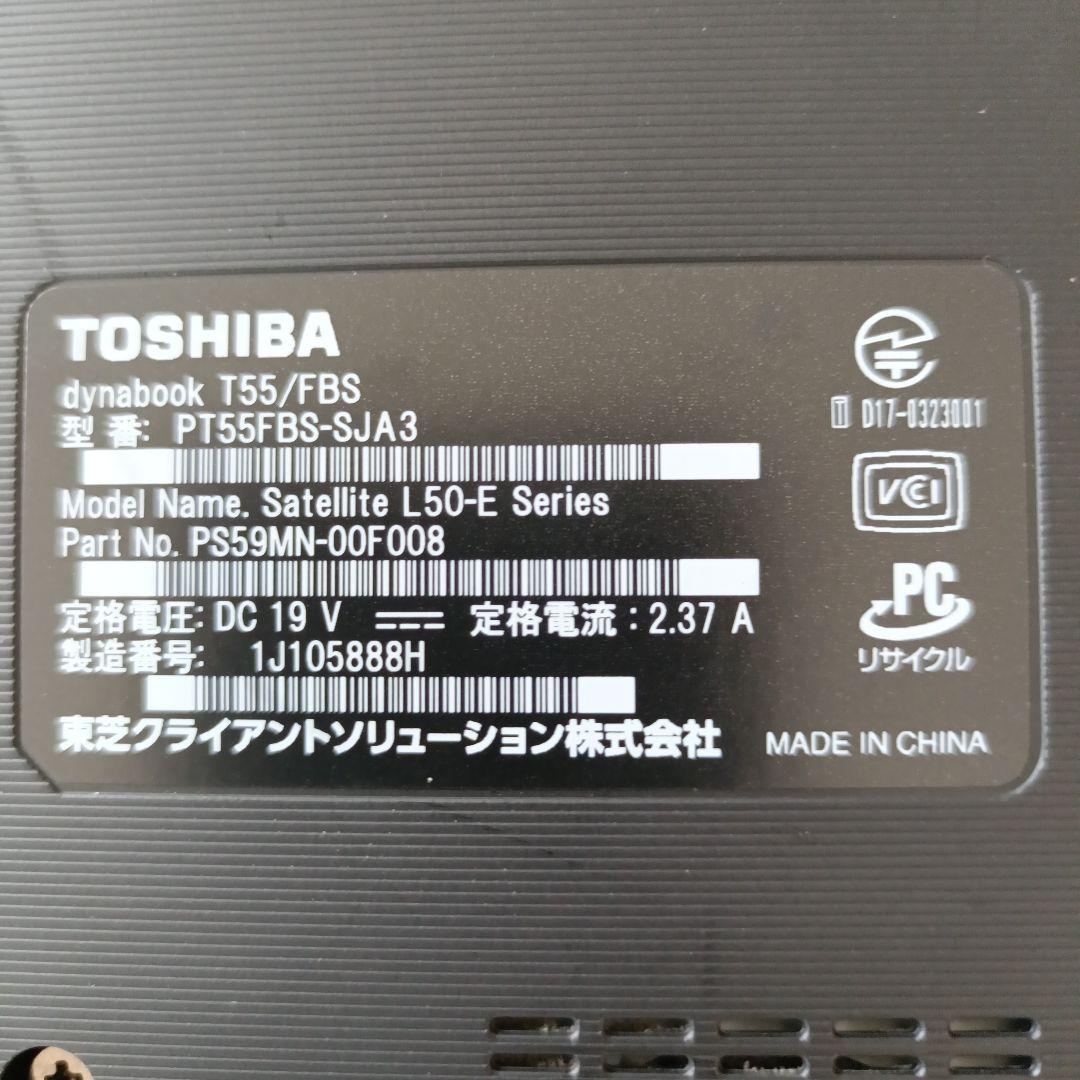 TOSHIBA
dynabook T55/FBS
型 番: PT55FBS-SJA3
Model Name. Satellite L50-E Series
Part No. PS59MN-00F008
定格電圧: DC 19 V 定格電流 : 2.37 A
製造番号: 1J105888H
東芝クライアントソリューション株式会社
T D17-0323001
VCCI
PC
リサイクル
MADE IN CHINA